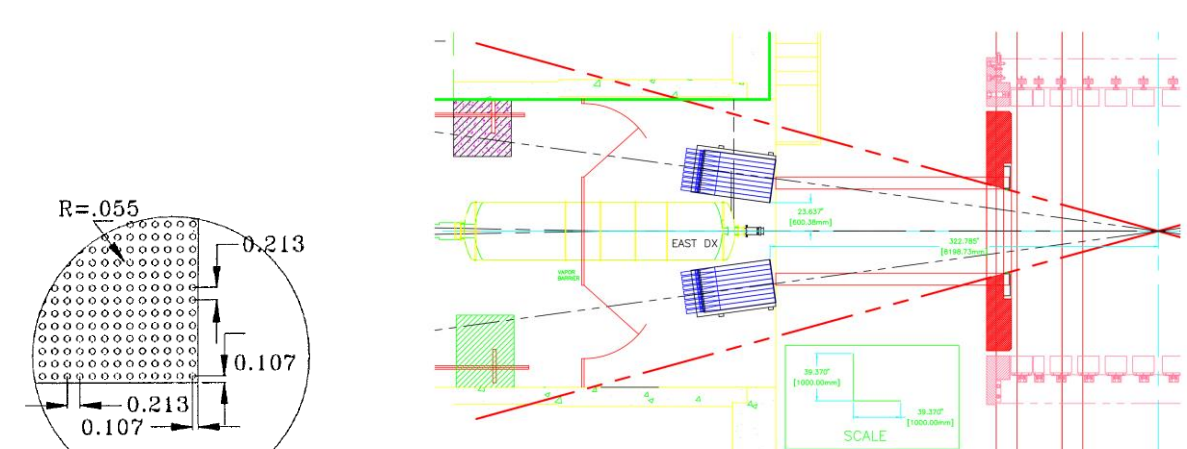 R=.055
0.213
0.107
0.213
0.107
EAST DX
VAPOR
BARRIER
23.637"
[600.38mm]
322.785"
[8198.73mm]
39.370"
[1000.00mm]
39.370"
[1000.00mm]
SCALE